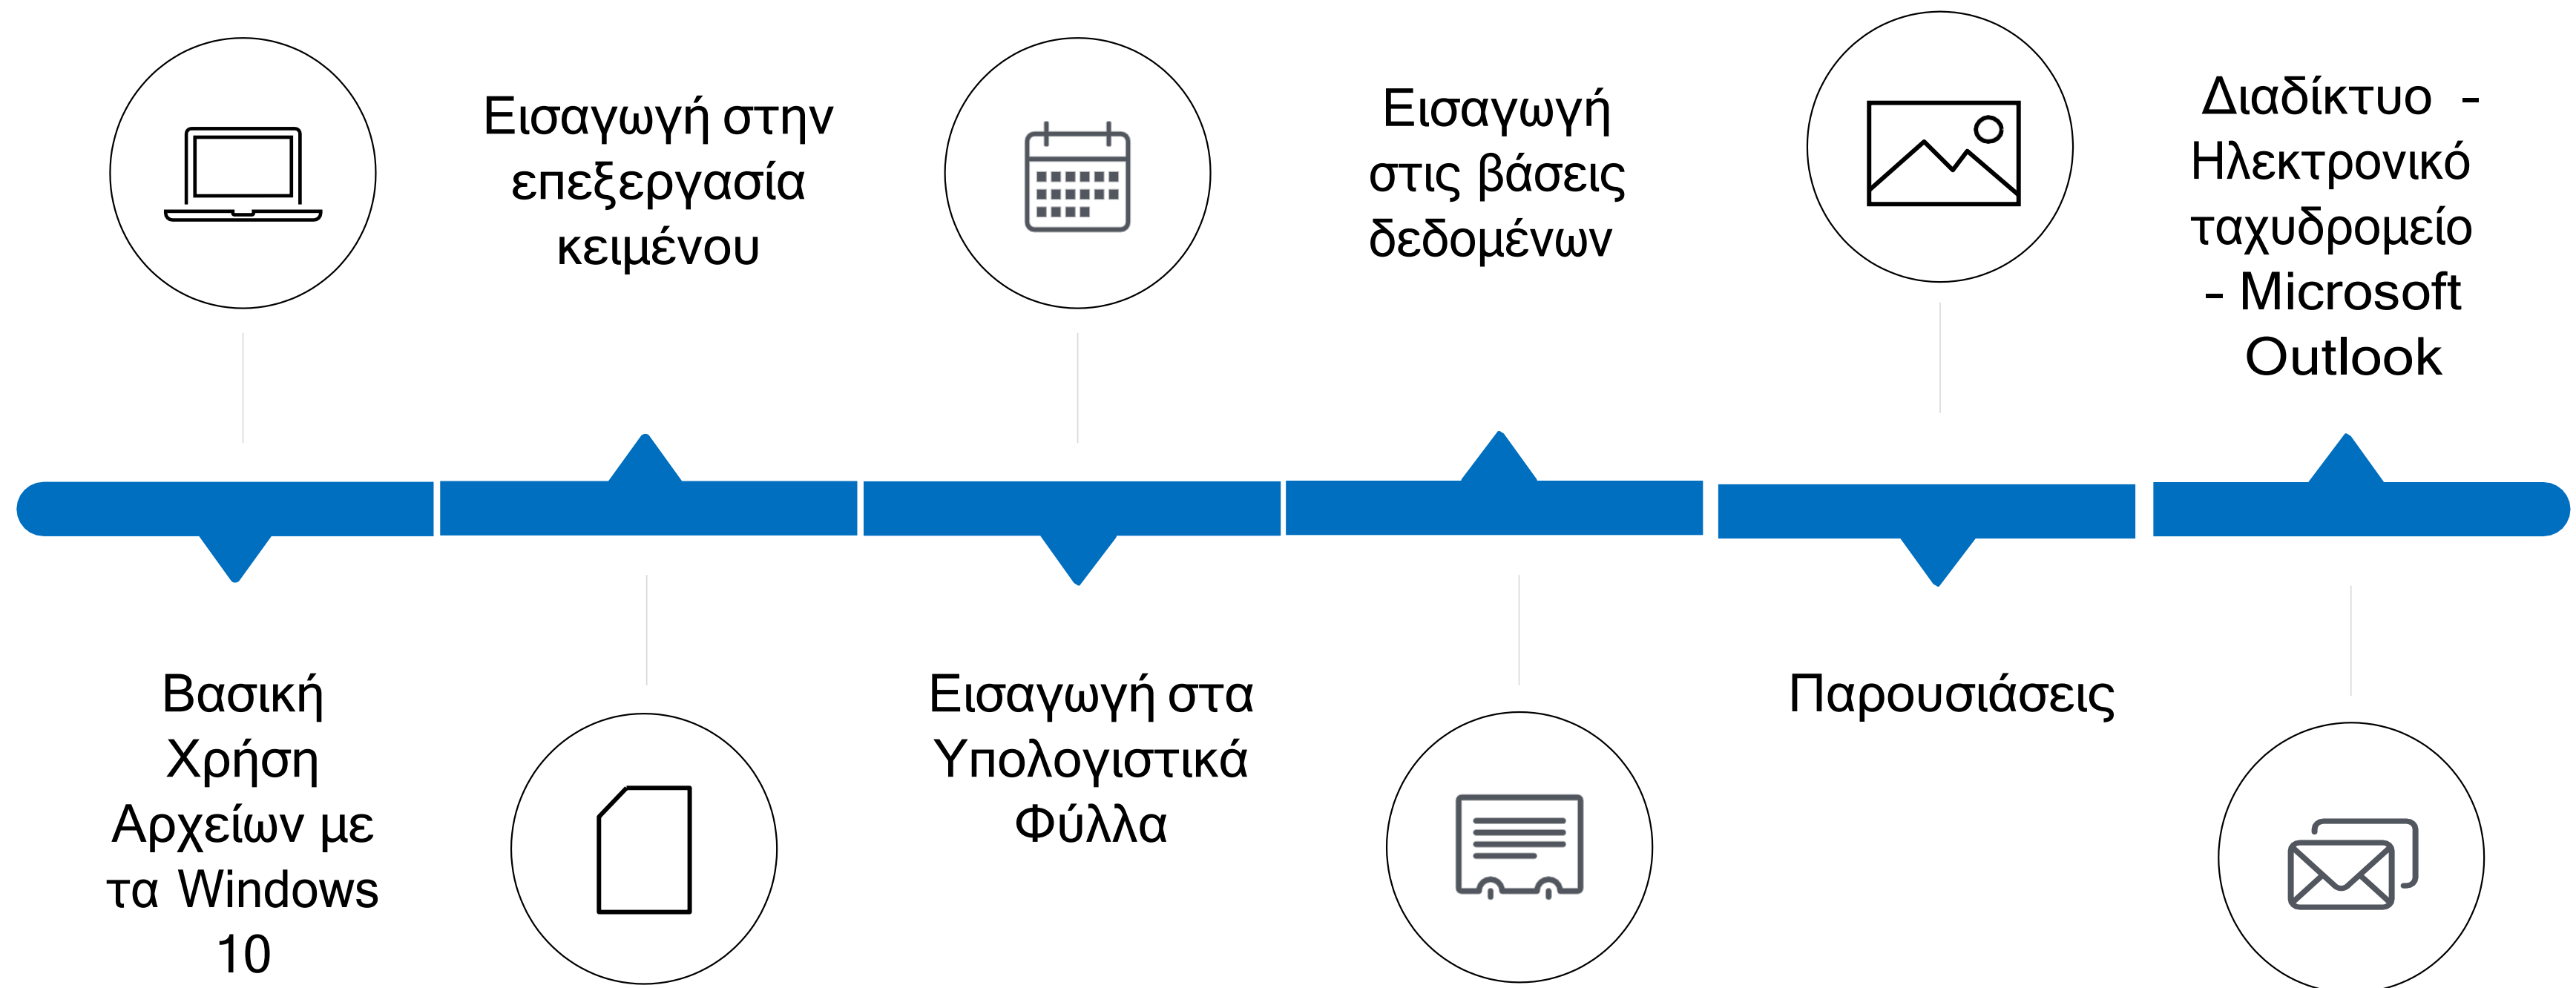 Βασική
Χρήση
Αρχείων με
τα Windows
10
Εισαγωγή στην
επεξεργασία
κειμένου
Εισαγωγή στα
Υπολογιστικά
Φύλλα
Εισαγωγή
στις βάσεις
δεδομένων
Παρουσιάσεις
Διαδίκτυο -
Ηλεκτρονικό
ταχυδρομείο
- Microsoft
Outlook